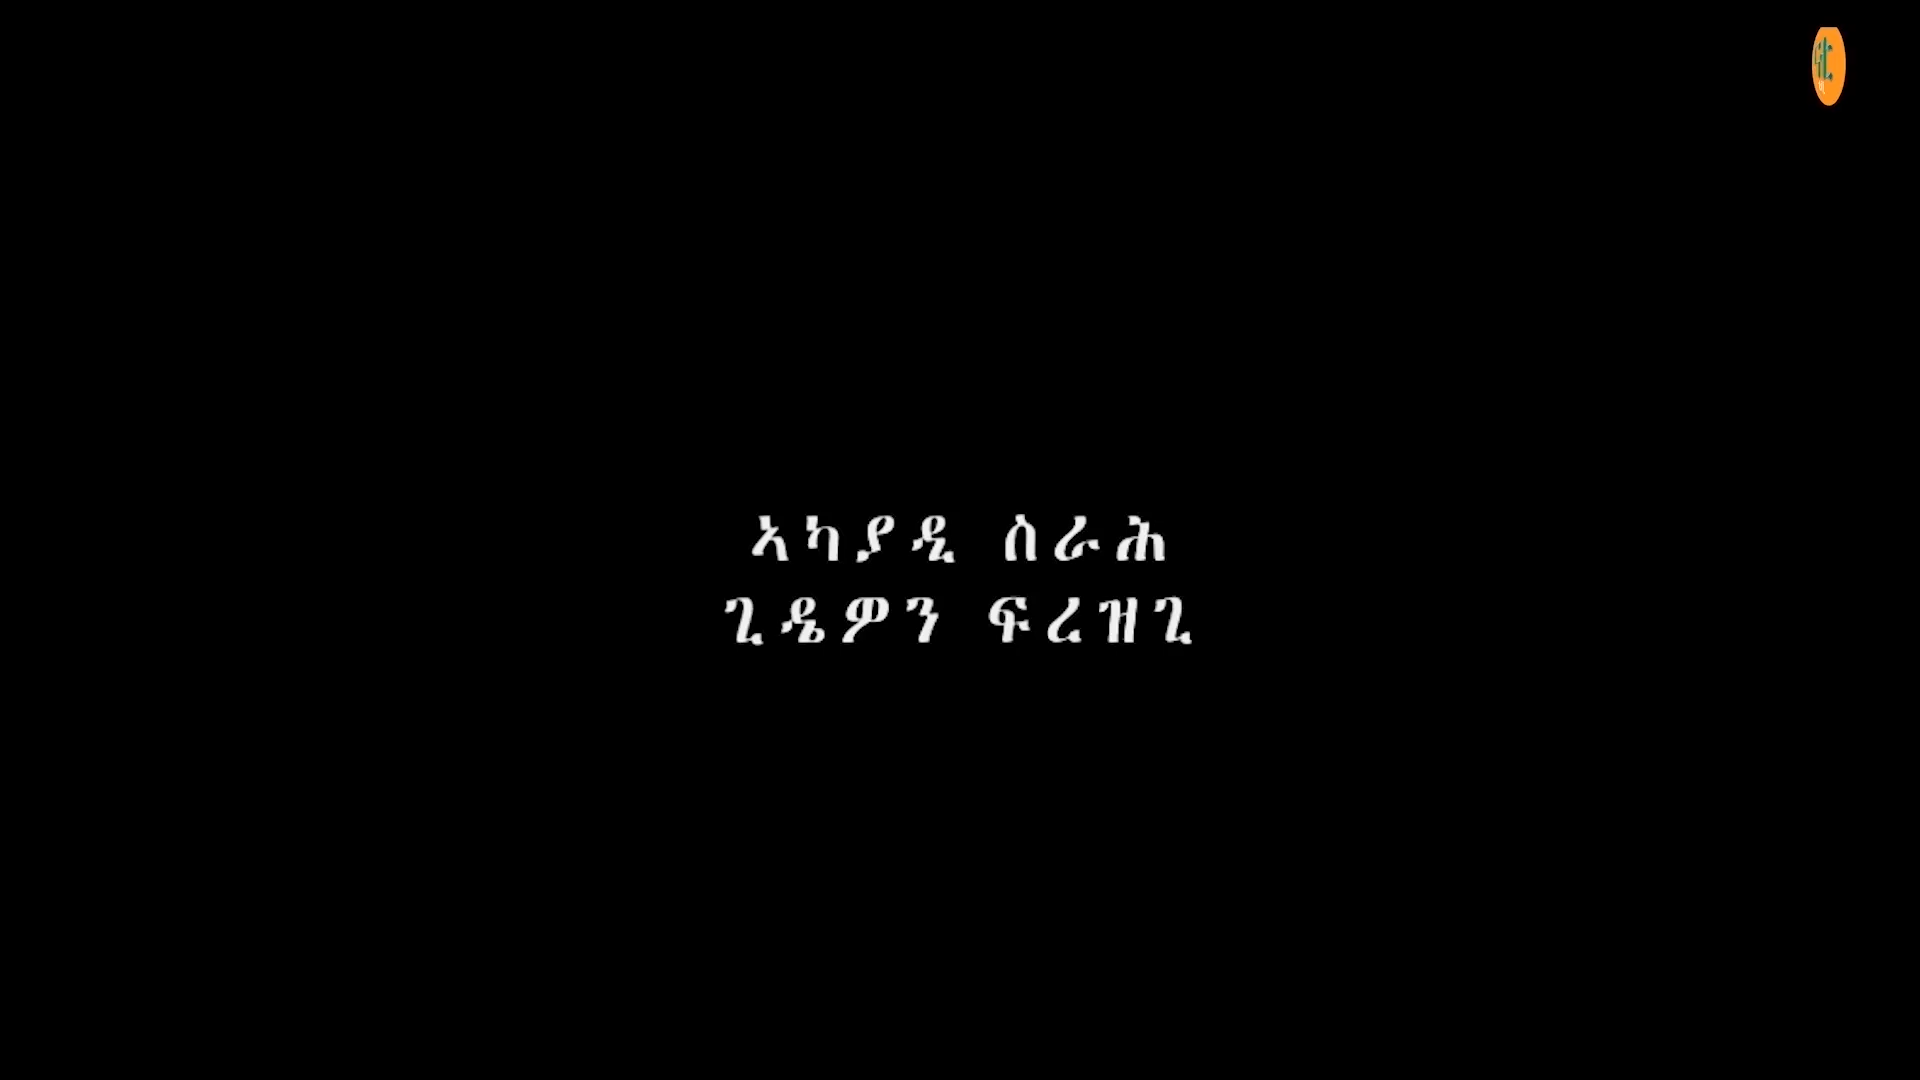 ኣካያዲ ስራሕ
ጊዴዎን ፍረዝጊ